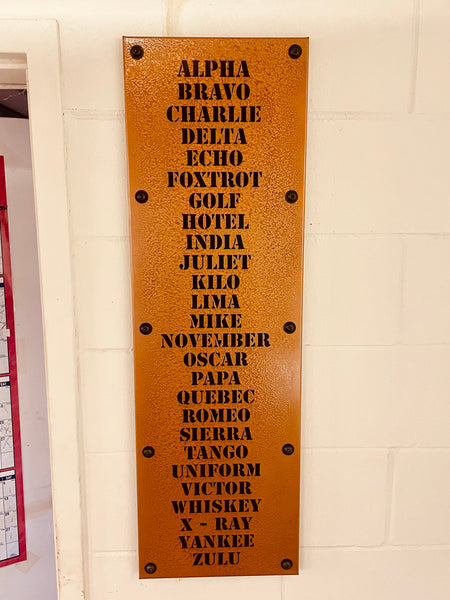 ALPHA
BRAVO
CHARLIE
DELTA
ECHO
FOXTROT
GOLF
HOTEL
INDIA
JULIET
KILO
LIMA
MIKE
NOVEMBER
OSCAR
PAPA
QUEBEC
ROMEO
SIERRA
TANGO
UNIFORM
VICTOR
WHISKEY
X - RAY
YANKEE
ZULU